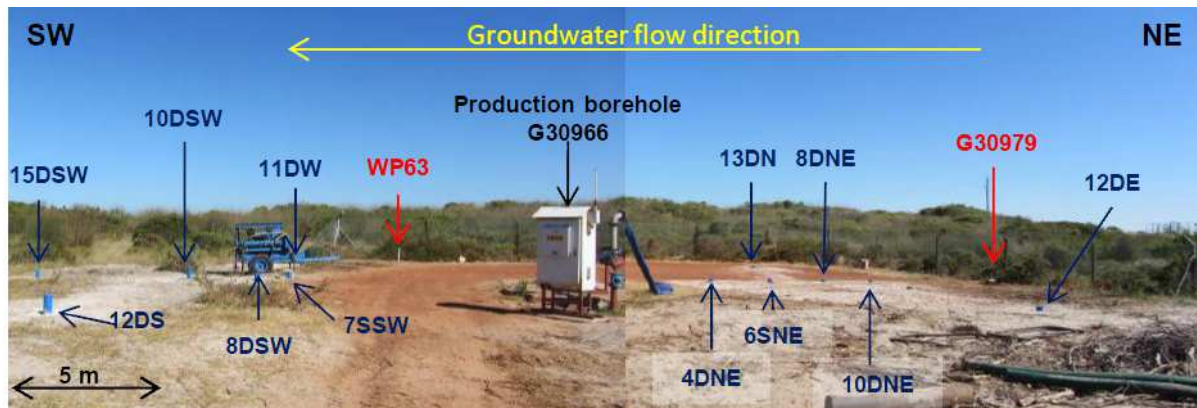 SW
Groundwater flow direction
NE
Production borehole
G30966
10DSW
15DSW
11DW
WP63
13DN
8DNE
G30979
12DE
12DS
8DSW
7SSW
6SNE
4DNE
10DNE
5 m